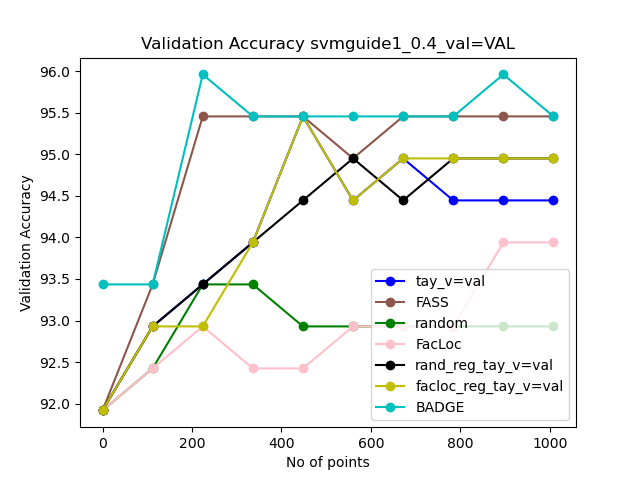 Validation Accuracy svmguide1_0.4_val=VAL
96.0
95.5
95.0
94.5
94.0
93.5
93.0
92.5
92.0
Validation Accuracy
0
200
400
600
800
1000
No of points
tay_v=val
FASS
random
FacLoc
rand_reg_tay_v=val
facloc_reg_tay_v=val
BADGE